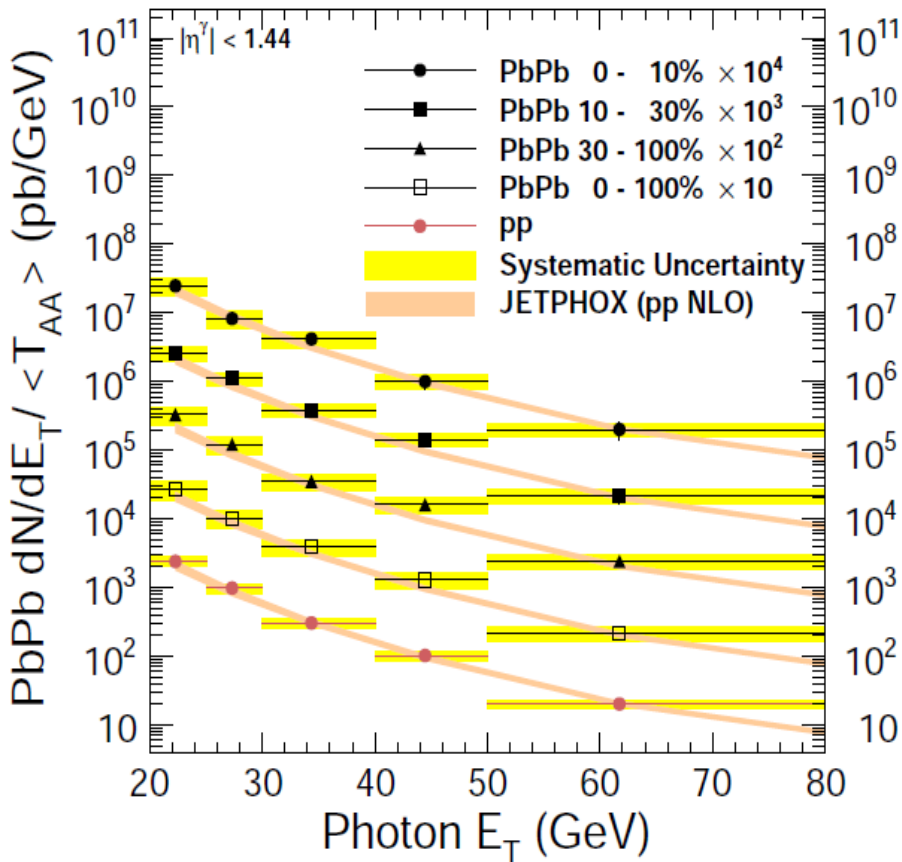 |η^γ| < 1.44
PbPb 0 - 10% × 10^4
PbPb 10 - 30% × 10^3
PbPb 30 - 100% × 10^2
PbPb 0 - 100% × 10
pp
Systematic Uncertainty
JETPHOX (pp NLO)
PbPb dN/dE_T / < T_AA > (pb/GeV)
10^11 10^11
10^10 10^10
10^9 10^9
10^8 10^8
10^7 10^7
10^6 10^6
10^5 10^5
10^4 10^4
10^3 10^3
10^2 10^2
10 10
20 30 40 50 60 70 80
Photon E_T (GeV)